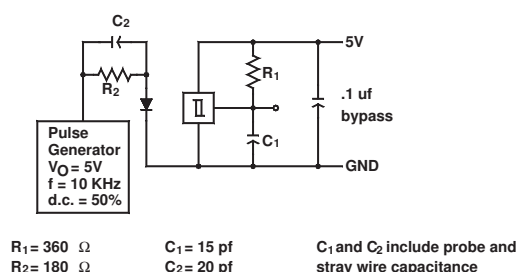 C2
R2
5V
R1
.1 uf
bypass
C1
GND
Pulse
Generator
VO = 5V
f = 10 KHz
d.c. = 50%
R1 = 360 Ω C1 = 15 pf C1 and C2 include probe and
R2 = 180 Ω C2 = 20 pf stray wire capacitance